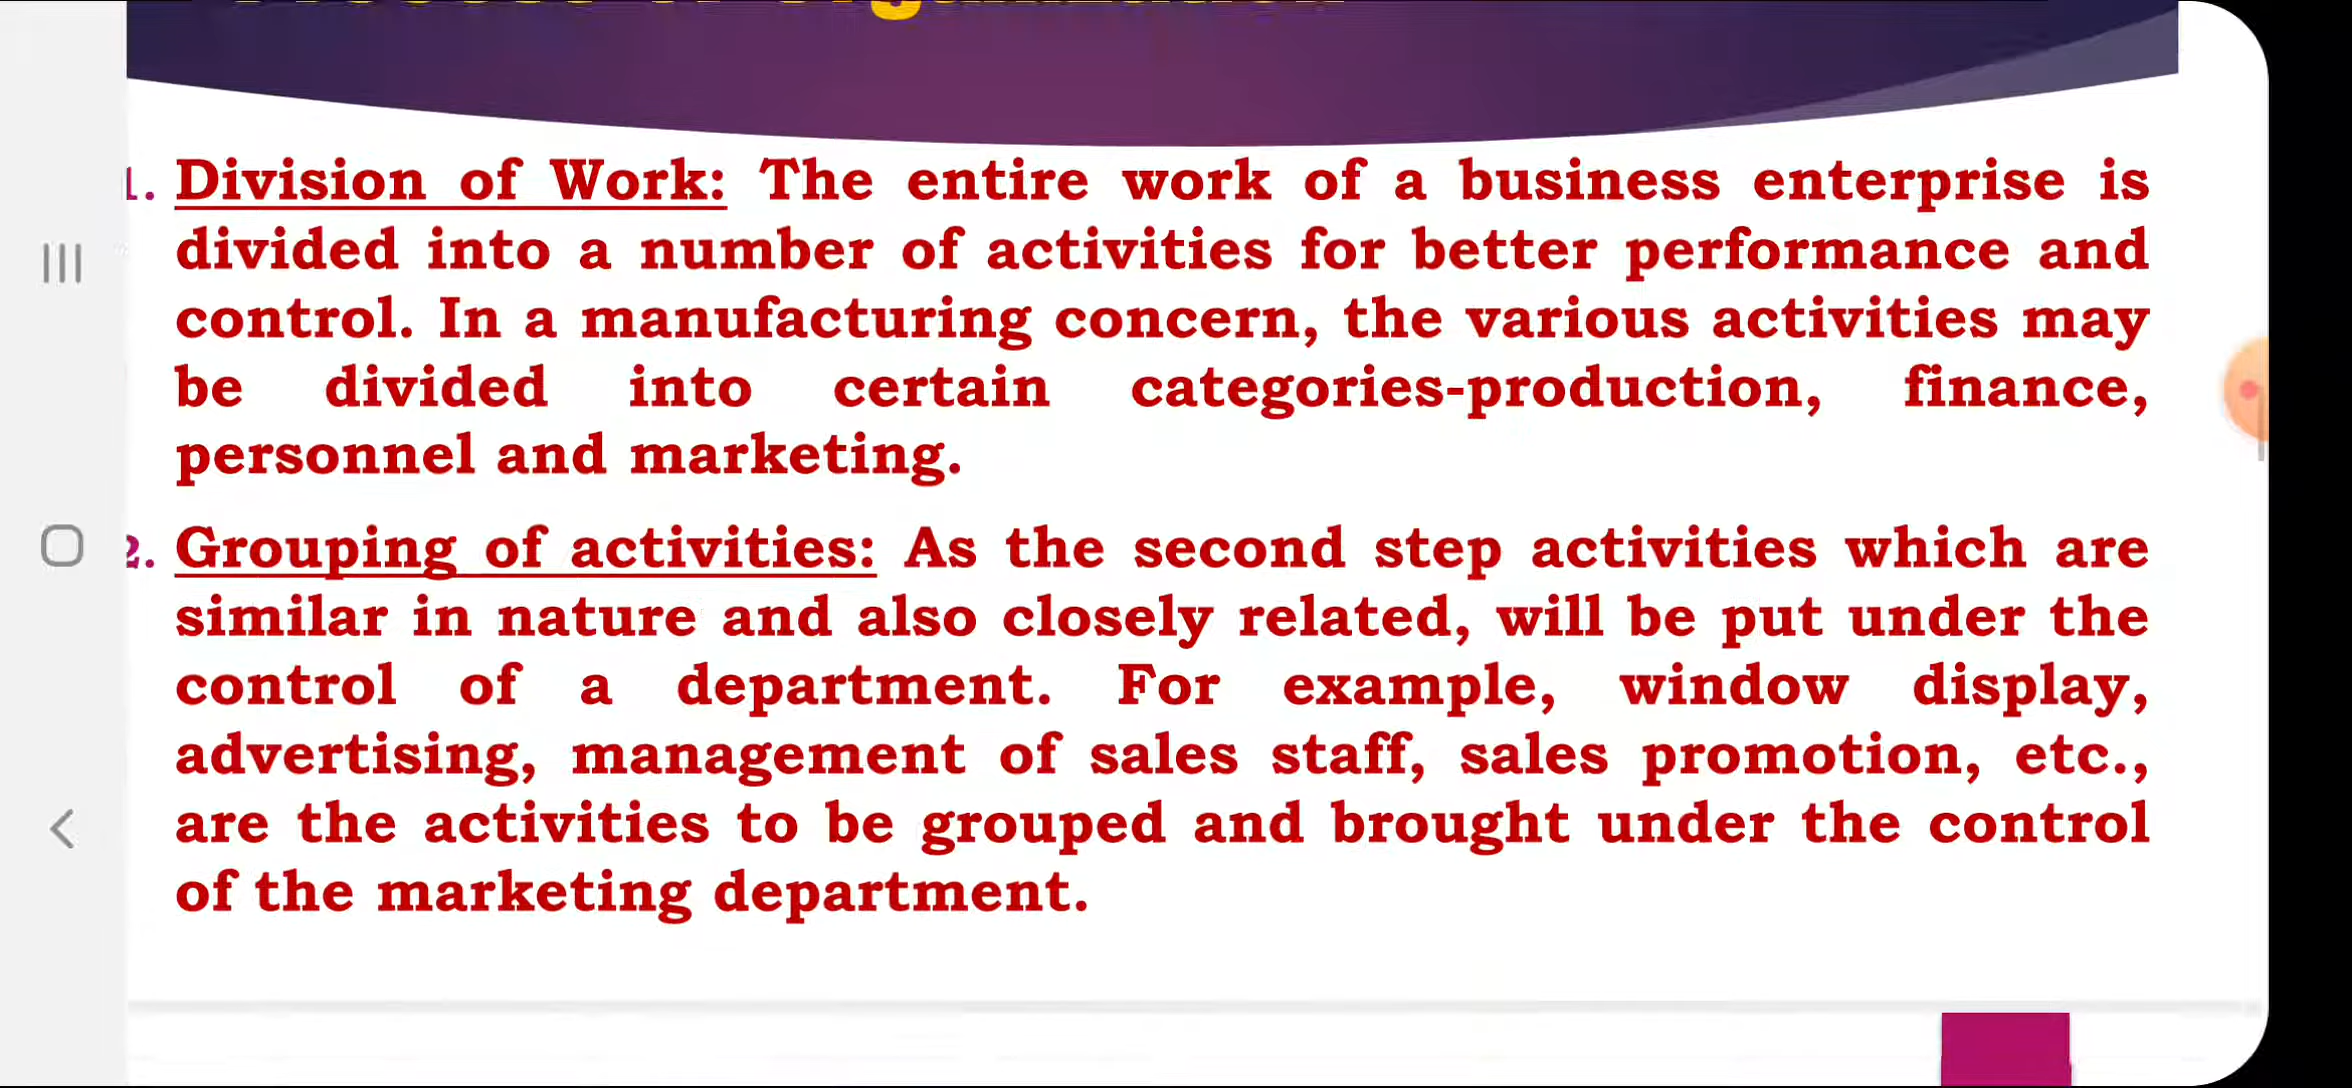 1. Division of Work: The entire work of a business enterprise is
divided into a number of activities for better performance and
control. In a manufacturing concern, the various activities may
be divided into certain categories-production, finance,
personnel and marketing.
2. Grouping of activities: As the second step activities which are
similar in nature and also closely related, will be put under the
control of a department. For example, window display,
advertising, management of sales staff, sales promotion, etc.,
are the activities to be grouped and brought under the control
of the marketing department.